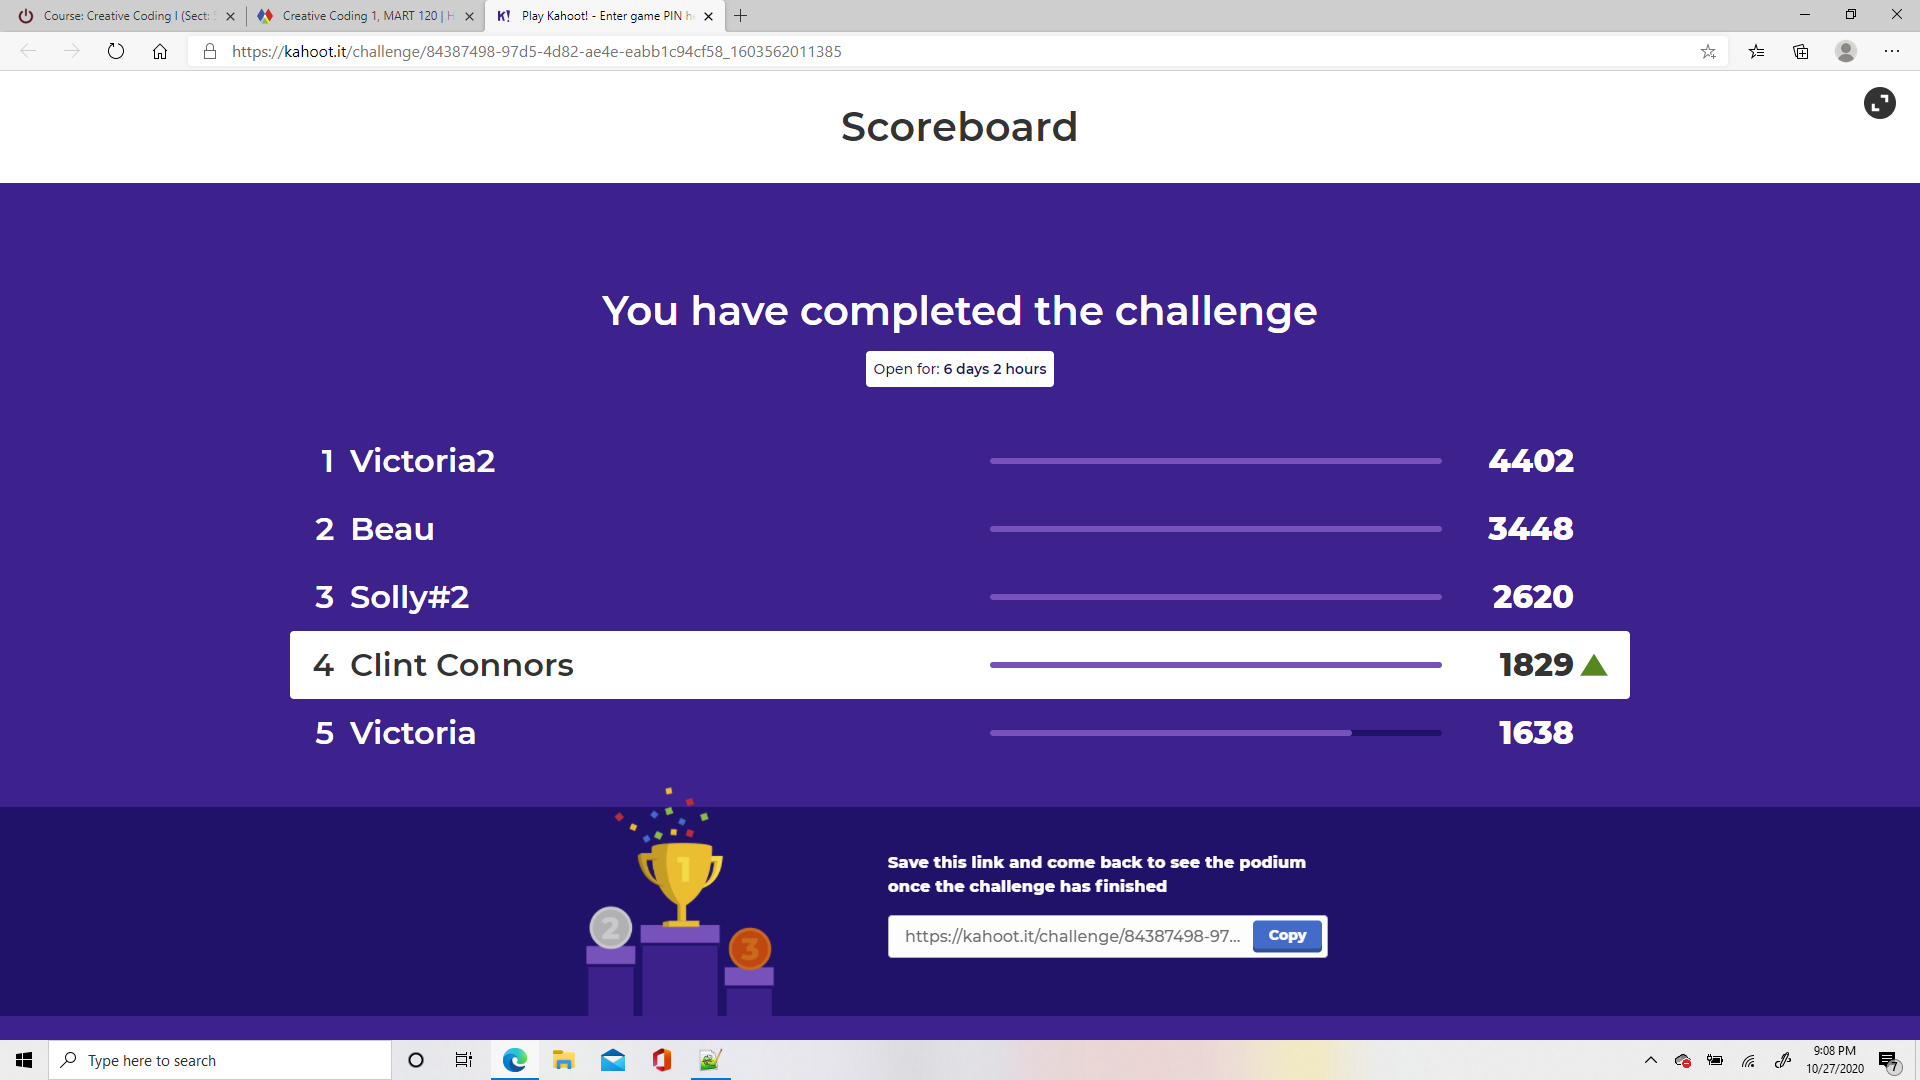 Course: Creative Coding I (Sect:
Creative Coding 1, MART 120 | H
K! Play Kahoot! - Enter game PIN h
https://kahoot.it/challenge/84387498-97d5-4d82-ae4e-eabb1c94cf58_1603562011385
Scoreboard
You have completed the challenge
Open for: 6 days 2 hours
1 Victoria2 4402
2 Beau 3448
3 Solly#2 2620
4 Clint Connors 1829
5 Victoria 1638
1
2
3
Save this link and come back to see the podium
once the challenge has finished
https://kahoot.it/challenge/84387498-97... Copy
Type here to search
9:08 PM
10/27/2020
7